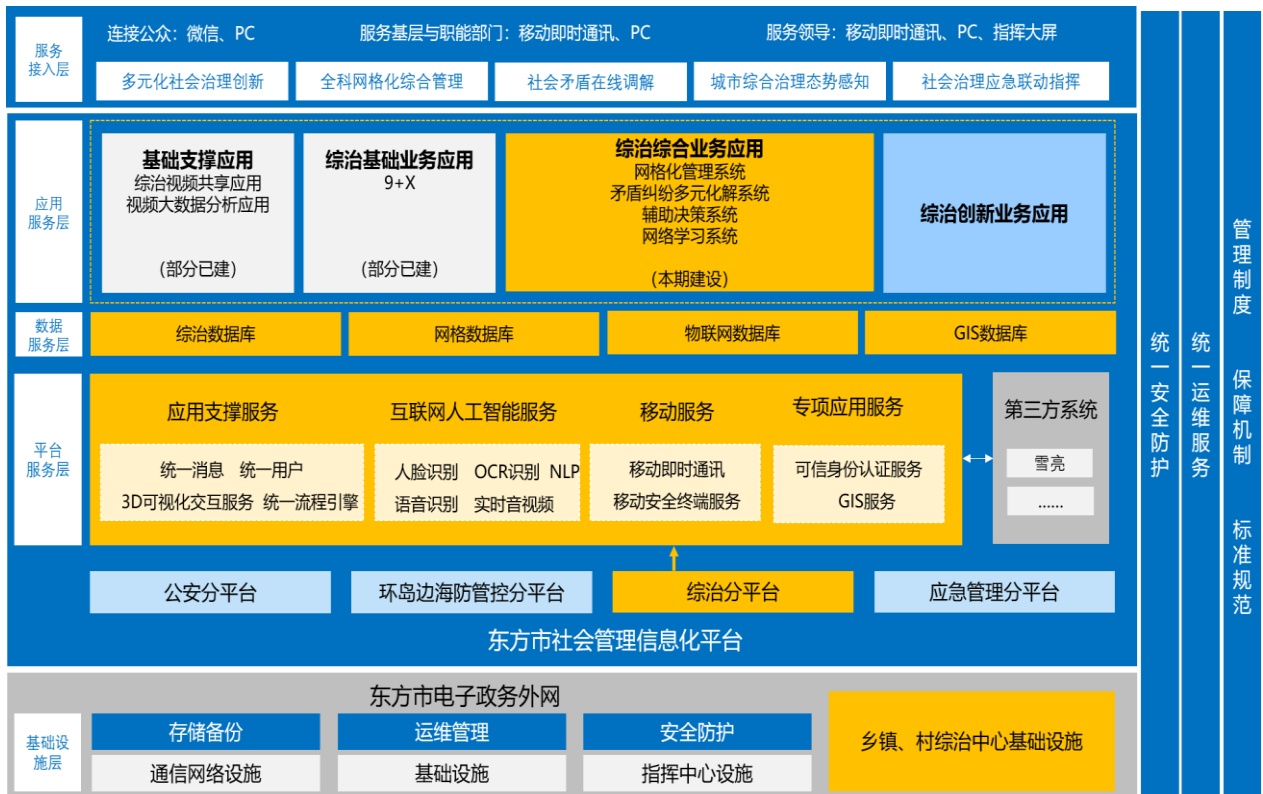 服务
接入层
连接公众：微信、PC
服务基层与职能部门：移动即时通讯、PC
服务领导：移动即时通讯、PC、指挥大屏
多元化社会治理创新
全科网格化综合管理
社会矛盾在线调解
城市综合治理态势感知
社会治理应急联动指挥
应用
服务层
基础支撑应用
综治视频共享应用
视频大数据分析应用
（部分已建）
综治基础业务应用
9+X
（部分已建）
综治综合业务应用
网格化管理系统
矛盾纠纷多元化解系统
辅助决策系统
网络学习系统
（本期建设）
综治创新业务应用
数据
服务层
综治数据库
网格数据库
物联网数据库
GIS数据库
平台
服务层
应用支撑服务
统一消息 统一用户
3D可视化交互服务 统一流程引擎
互联网人工智能服务
人脸识别 OCR识别 NLP
语音识别 实时音视频
移动服务
移动即时通讯
移动安全终端服务
专项应用服务
可信身份认证服务
GIS服务
第三方系统
雪亮
......
公安分平台
环岛边海防管控分平台
综治分平台
应急管理分平台
东方市社会管理信息化平台
东方市电子政务外网
基础设
施层
存储备份
运维管理
安全防护
通信网络设施
基础设施
指挥中心设施
乡镇、村综治中心基础设施
统一安全防护
统一运维服务
管理制度 保障机制 标准规范